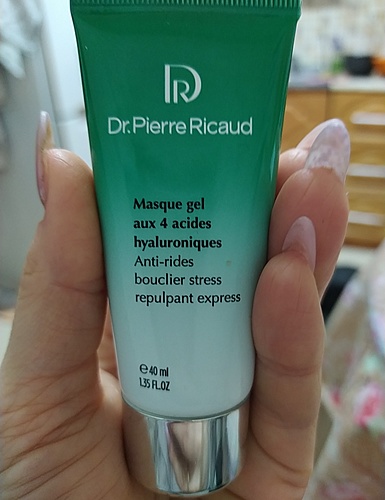 DR
Dr.Pierre Ricaud
Masque gel
aux 4 acides
hyaluroniques
Anti-rides
bouclier stress
repulpant express
℮ 40 ml
1.35 FL.OZ